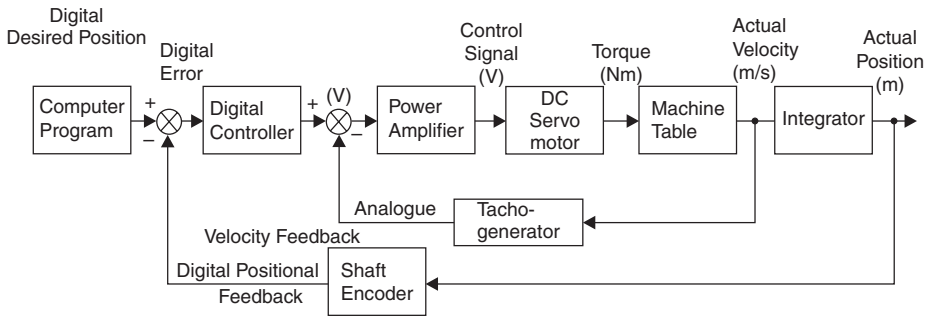 Digital
Desired Position
Digital
Error
Control
Signal
(V)
Torque
(Nm)
Actual
Velocity
(m/s)
Actual
Position
(m)
Computer
Program
+
−
Digital
Controller
+ (V)
−
Power
Amplifier
DC
Servo
motor
Machine
Table
Integrator
Analogue
Tacho-
generator
Velocity Feedback
Digital Positional
Feedback
Shaft
Encoder